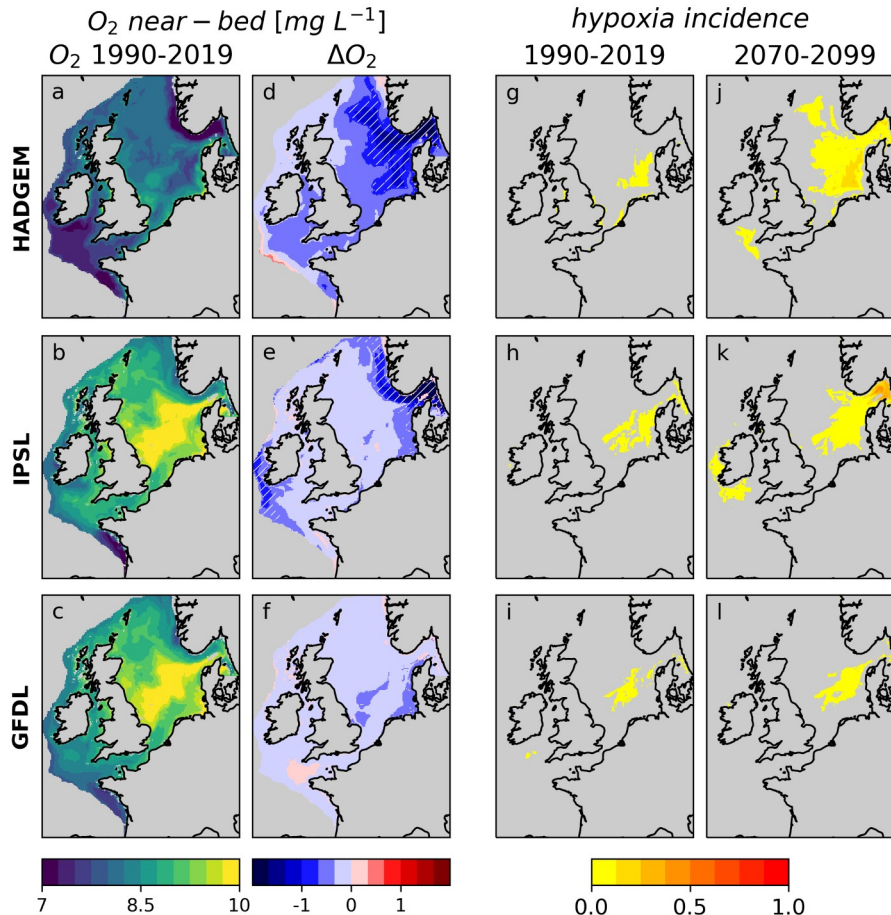 O₂ near−bed [mg L⁻¹] hypoxia incidence
O₂ 1990-2019 ΔO₂ 1990-2019 2070-2099
HADGEM
a d g j
IPSL
b e h k
GFDL
c f i l
7 8.5 10 -1 0 1 0.0 0.5 1.0